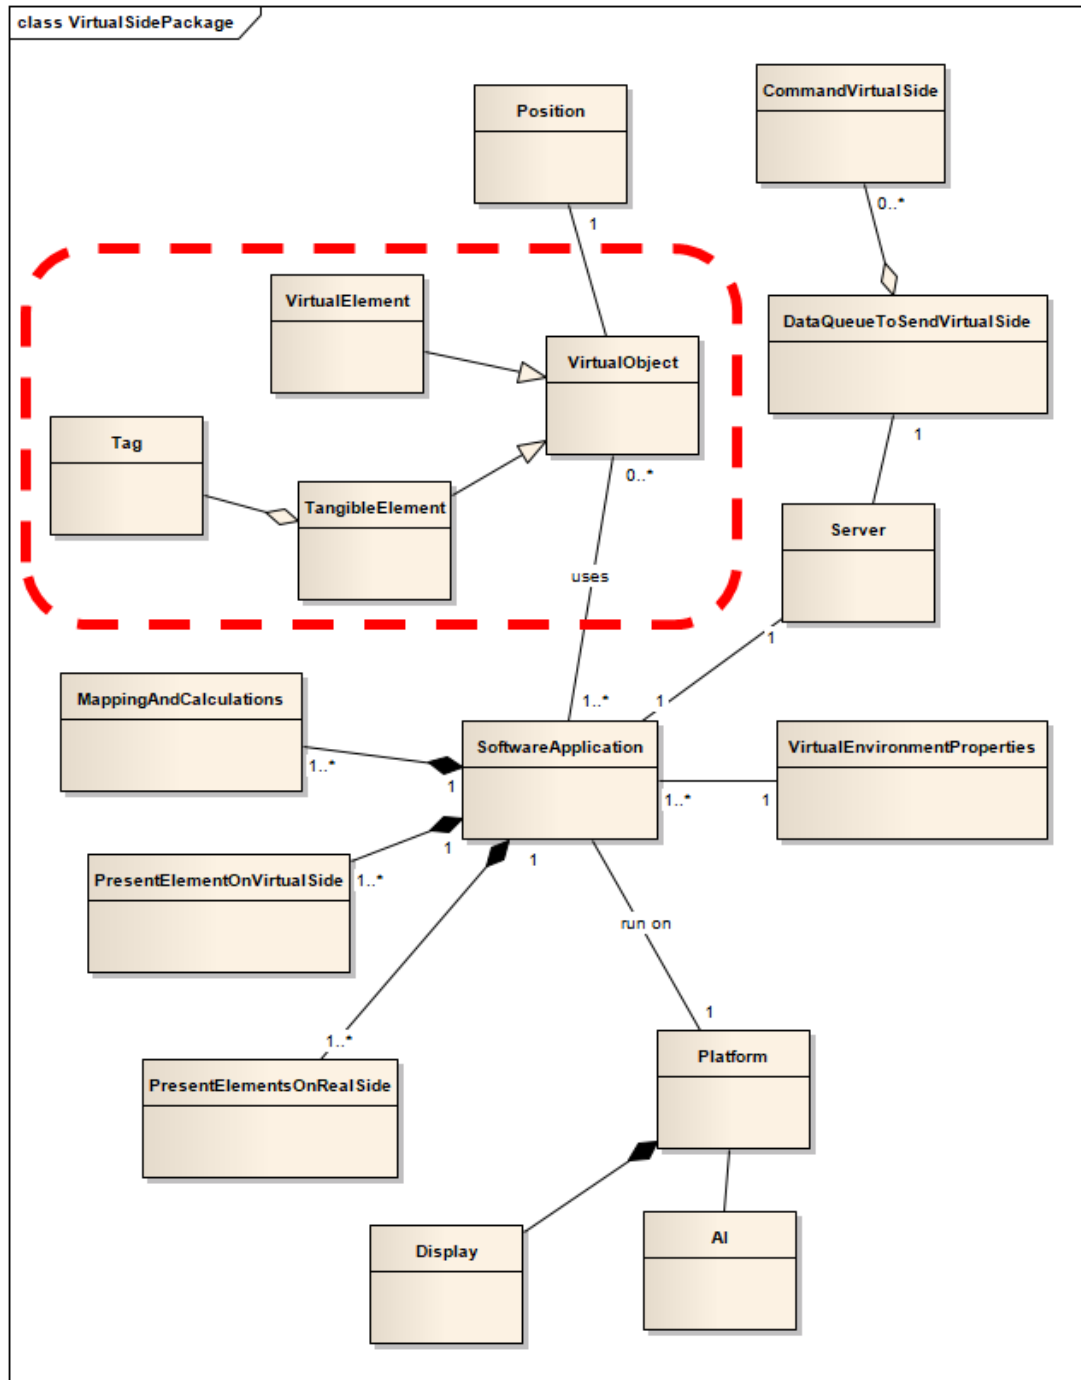 class VirtualSidePackage
Position
CommandVirtualSide
1
0..*
VirtualElement
VirtualObject
DataQueueToSendVirtualSide
Tag
TangibleElement
0..*
1
Server
uses
1
1..*
1
MappingAndCalculations
SoftwareApplication
VirtualEnvironmentProperties
1..*
1
1..*
1
PresentElementOnVirtualSide
1
1..*
1
run on
1..*
1
PresentElementsOnRealSide
Platform
Display
AI